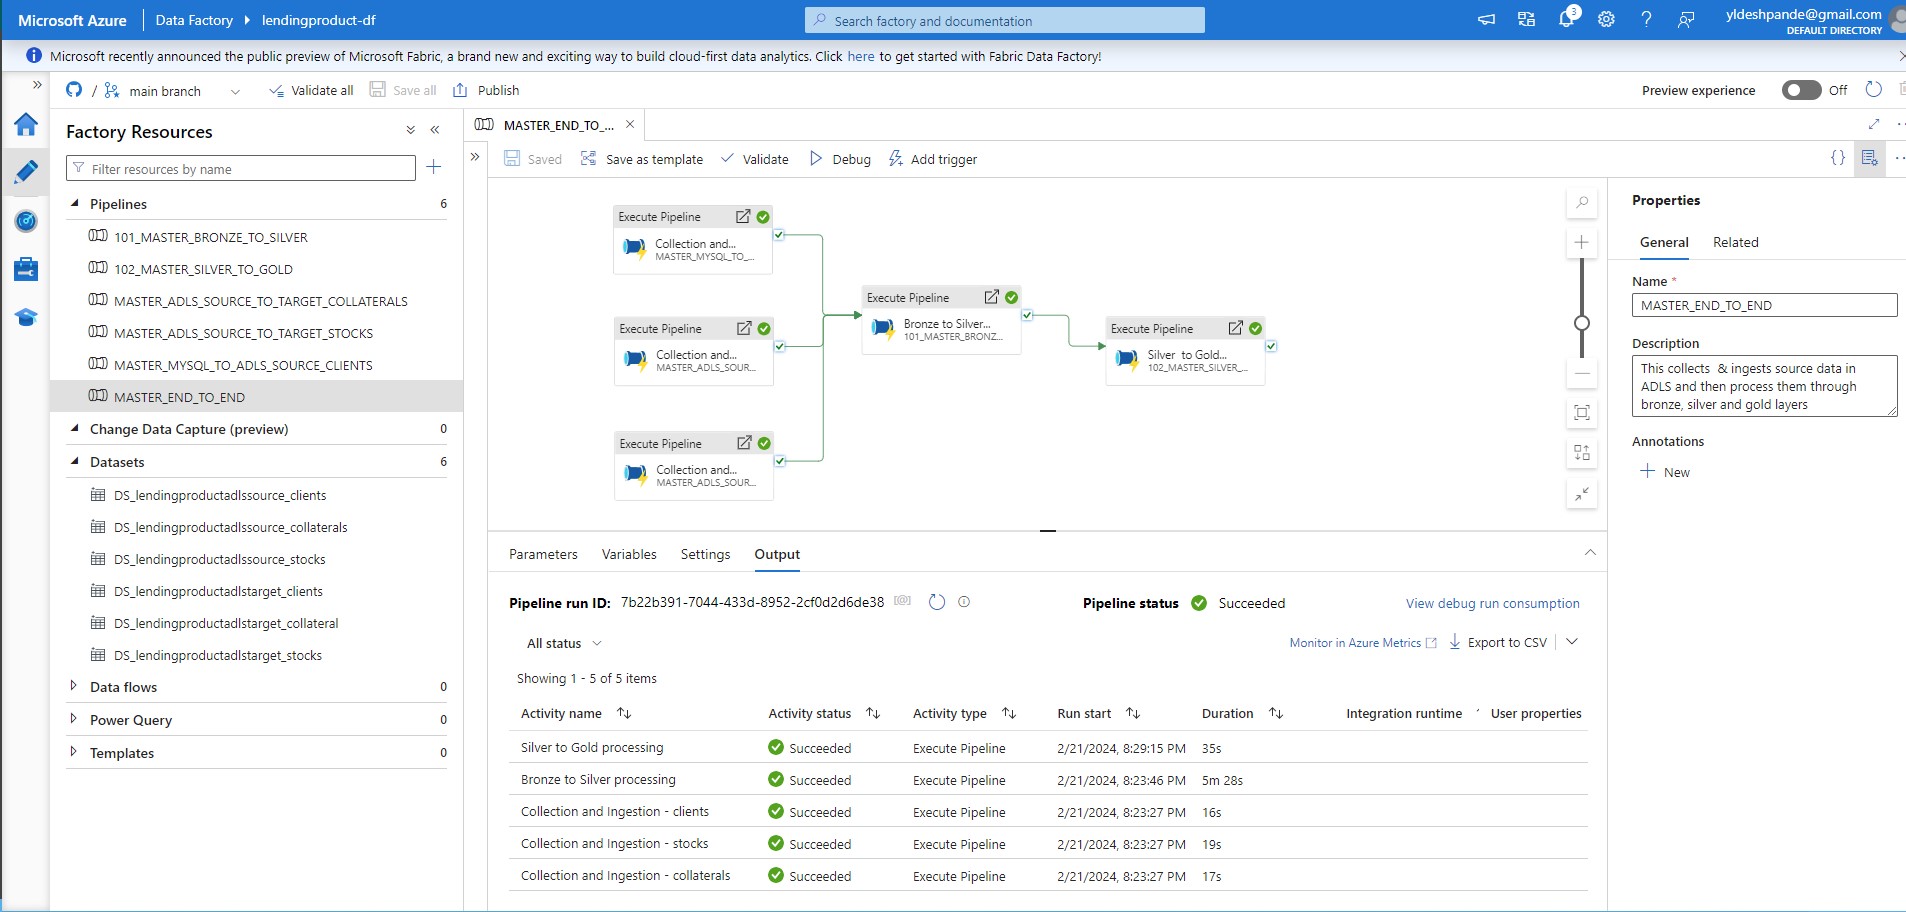 Microsoft Azure
Data Factory
lendingproduct-df
Search factory and documentation
3
yldeshpande@gmail.com
DEFAULT DIRECTORY
Microsoft recently announced the public preview of Microsoft Fabric, a brand new and exciting way to build cloud-first data analytics. Click here to get started with Fabric Data Factory!
/ main branch
Validate all
Save all
Publish
Preview experience
Off
Factory Resources
Filter resources by name
Pipelines 6
101_MASTER_BRONZE_TO_SILVER
102_MASTER_SILVER_TO_GOLD
MASTER_ADLS_SOURCE_TO_TARGET_COLLATERALS
MASTER_ADLS_SOURCE_TO_TARGET_STOCKS
MASTER_MYSQL_TO_ADLS_SOURCE_CLIENTS
MASTER_END_TO_END
Change Data Capture (preview) 0
Datasets 6
DS_lendingproductadlssource_clients
DS_lendingproductadlssource_collaterals
DS_lendingproductadlssource_stocks
DS_lendingproductadlstarget_clients
DS_lendingproductadlstarget_collateral
DS_lendingproductadlstarget_stocks
Data flows 0
Power Query 0
Templates 0
MASTER_END_TO_...
Saved
Save as template
Validate
Debug
Add trigger
Execute Pipeline
Collection and...
MASTER_MYSQL_TO_...
Execute Pipeline
Collection and...
MASTER_ADLS_SOUR...
Execute Pipeline
Collection and...
MASTER_ADLS_SOUR...
Execute Pipeline
Bronze to Silver...
101_MASTER_BRONZ...
Execute Pipeline
Silver to Gold...
102_MASTER_SILVER_...
Parameters
Variables
Settings
Output
Pipeline run ID: 7b22b391-7044-433d-8952-2cf0d2d6de38
Pipeline status Succeeded
View debug run consumption
All status
Monitor in Azure Metrics
Export to CSV
Showing 1 - 5 of 5 items
Activity name Activity status Activity type Run start Duration Integration runtime User properties
Silver to Gold processing Succeeded Execute Pipeline 2/21/2024, 8:29:15 PM 35s
Bronze to Silver processing Succeeded Execute Pipeline 2/21/2024, 8:23:46 PM 5m 28s
Collection and Ingestion - clients Succeeded Execute Pipeline 2/21/2024, 8:23:27 PM 16s
Collection and Ingestion - stocks Succeeded Execute Pipeline 2/21/2024, 8:23:27 PM 19s
Collection and Ingestion - collaterals Succeeded Execute Pipeline 2/21/2024, 8:23:27 PM 17s
Properties
General
Related
Name *
MASTER_END_TO_END
Description
This collects & ingests source data in
ADLS and then process them through
bronze, silver and gold layers
Annotations
New